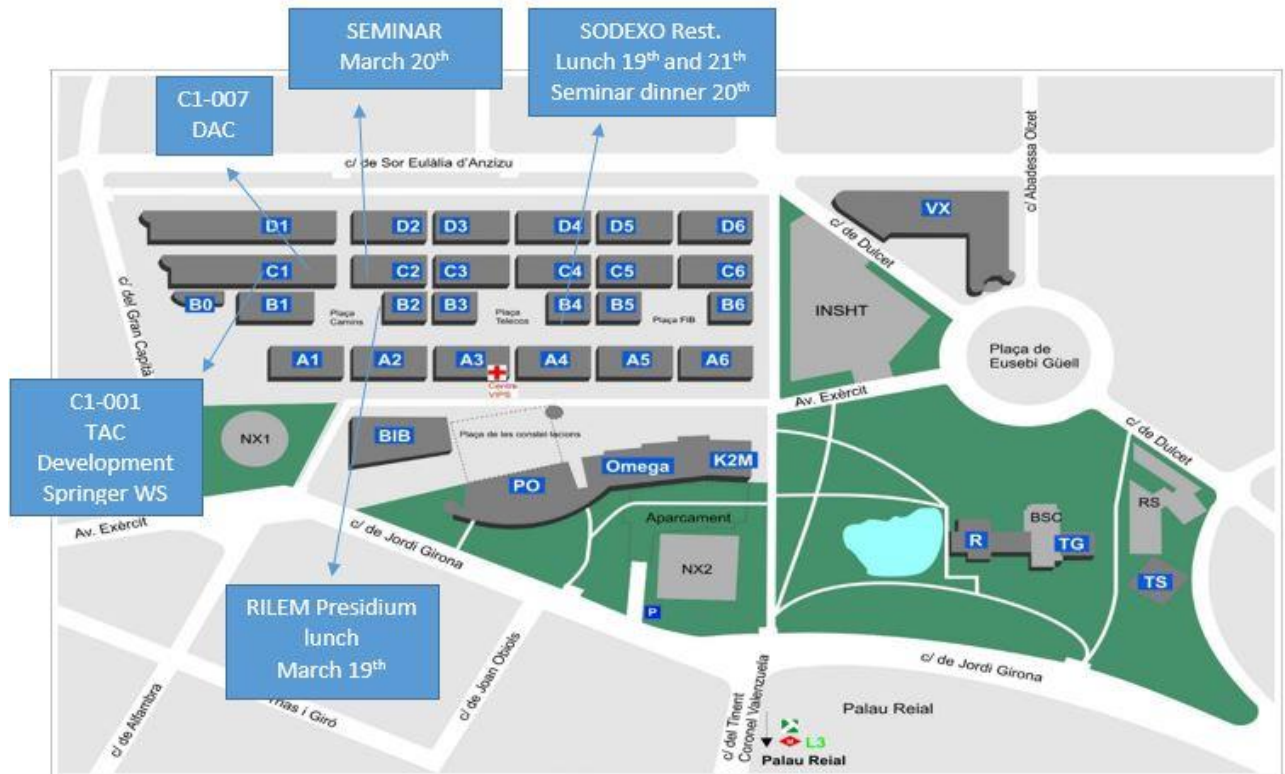 SEMINAR
March 20th
SODEXO Rest.
Lunch 19th and 21th
Seminar dinner 20th
C1-007
DAC
c/ de Sor Eulàlia d'Anzizu
c/ Abadessa Olzet
VX
D1 D2 D3 D4 D5 D6
c/ de Dulcet
C1 C2 C3 C4 C5 C6
c/ del Gran Capità
B0 B1 Plaça
Camins B2 B3 Plaça
Telecos B4 B5 Plaça FIB B6
INSHT
Plaça de
Eusebi Güell
A1 A2 A3 A4 A5 A6
Centre
VIPS
Av. Exèrcit
C1-001
TAC
Development
Springer WS
NX1
BIB
Plaça de les constel·lacions
Omega
K2M
PO
c/ de Dulcet
RS
Av. Exèrcit
c/ de Jordi Girona
Aparcament
BSC
R
TG
NX2
TS
P
RILEM Presidium
lunch
March 19th
c/ de Jordi Girona
c/ de Joan Obiols
c/ de Alfambra
i Giró
c/ del Tinent
Coronel Valenzuela
Palau Reial
L3
Palau Reial